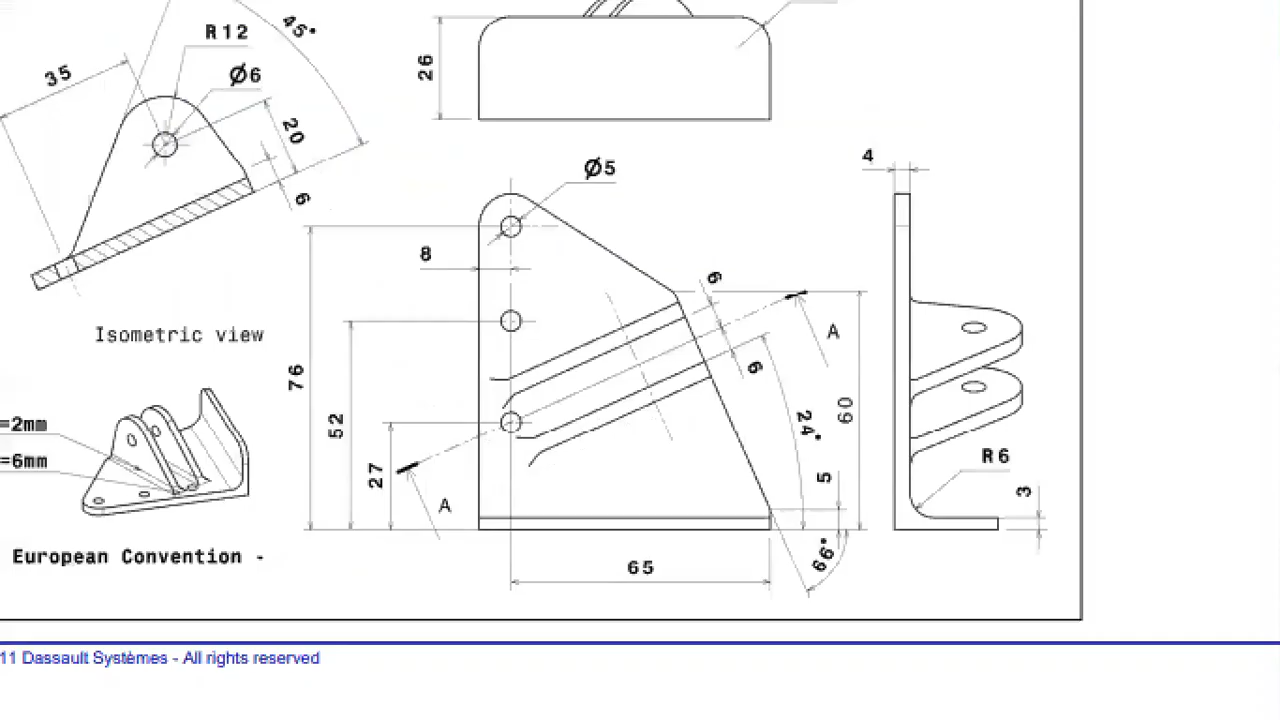 45°
R12
35
Ø6
26
20
6
4
Ø5
8
6
A
Isometric view
6
76
60
=2mm
52
24°
R6
=6mm
27
5
3
A
66°
European Convention -
65
11 Dassault Systèmes - All rights reserved